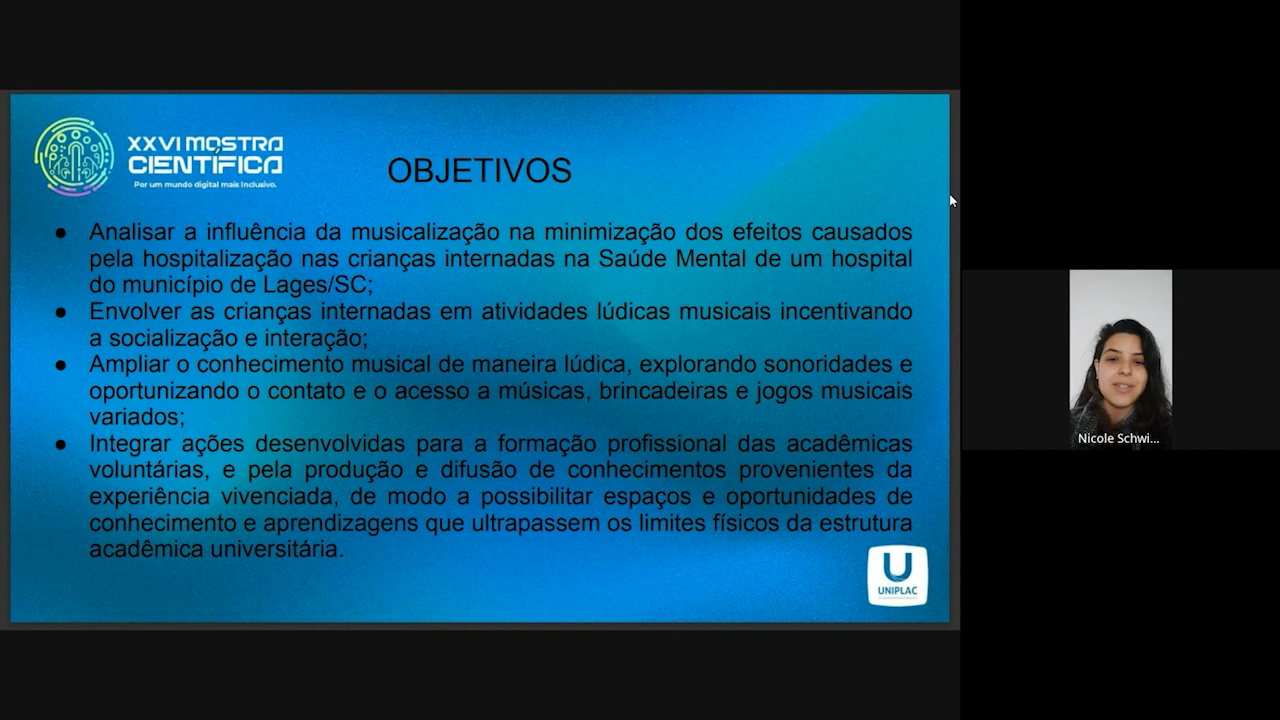 XXVI MOSTRA
CIENTÍFICA
Por um mundo digital mais inclusivo.
OBJETIVOS
● Analisar a influência da musicalização na minimização dos efeitos causados
pela hospitalização nas crianças internadas na Saúde Mental de um hospital
do município de Lages/SC;
● Envolver as crianças internadas em atividades lúdicas musicais incentivando
a socialização e interação;
● Ampliar o conhecimento musical de maneira lúdica, explorando sonoridades e
oportunizando o contato e o acesso a músicas, brincadeiras e jogos musicais
variados;
● Integrar ações desenvolvidas para a formação profissional das acadêmicas
voluntárias, e pela produção e difusão de conhecimentos provenientes da
experiência vivenciada, de modo a possibilitar espaços e oportunidades de
conhecimento e aprendizagens que ultrapassem os limites físicos da estrutura
acadêmica universitária.
U
UNIPLAC
Nicole Schwi...